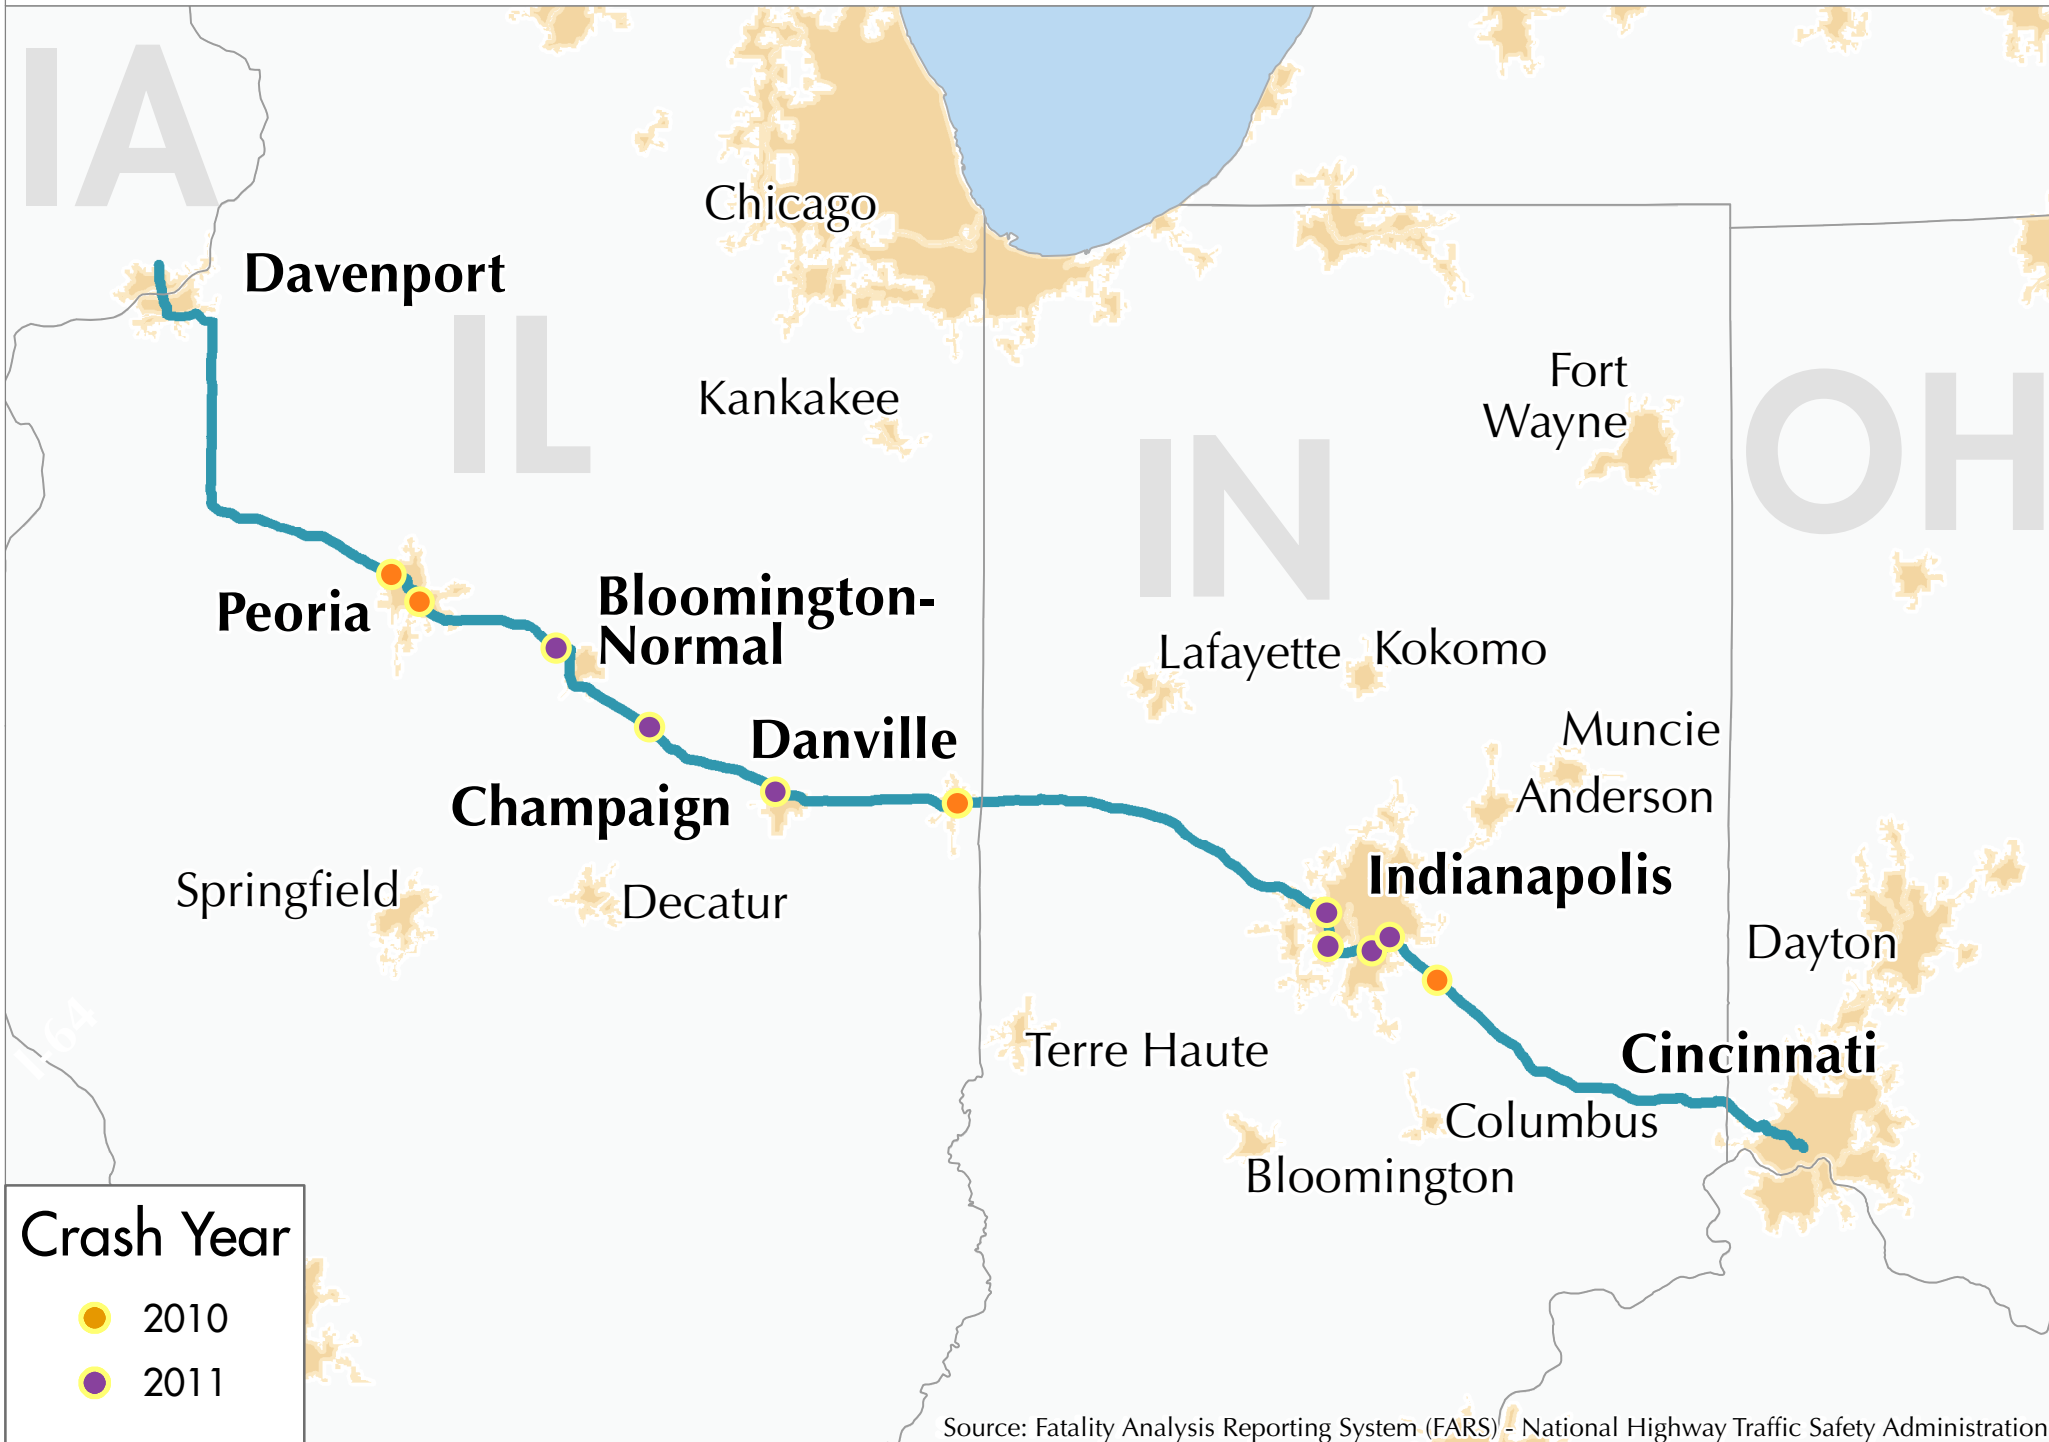 IA
Chicago
Davenport
IL
Kankakee
Fort
Wayne
OH
IN
Peoria
Bloomington-
Normal
Lafayette
Kokomo
Muncie
Danville
Anderson
Champaign
Indianapolis
Springfield
Decatur
Dayton
I-64
Terre Haute
Cincinnati
Columbus
Bloomington
Crash Year
2010
2011
Source: Fatality Analysis Reporting System (FARS) - National Highway Traffic Safety Administration